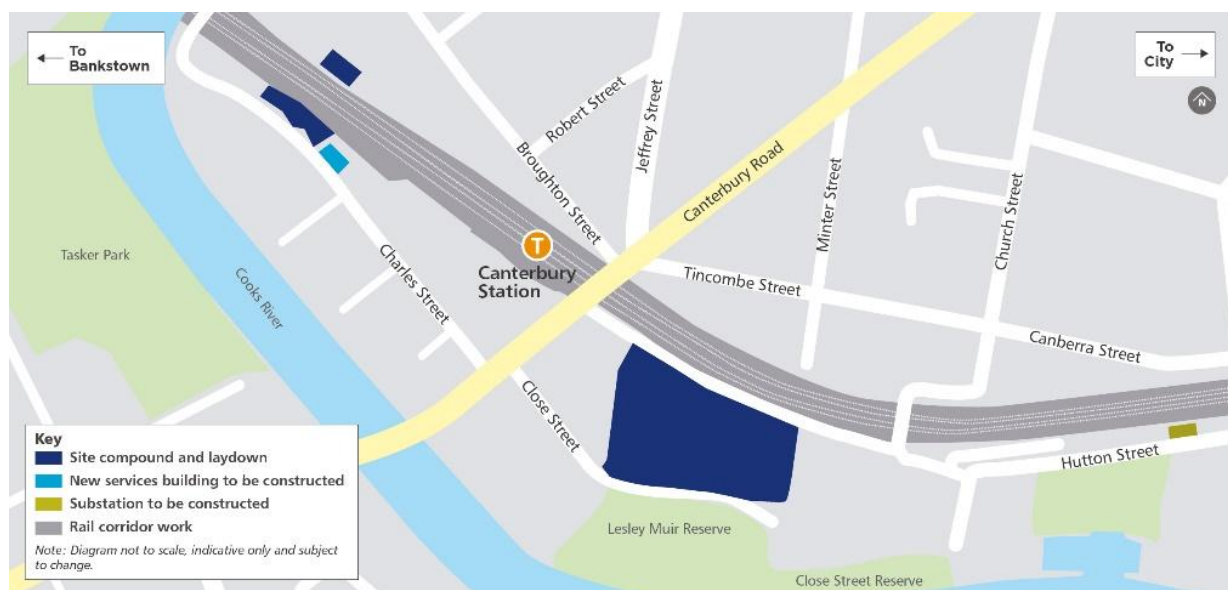 To
Bankstown
To
City
N
Robert Street
Jeffrey Street
Broughton Street
Canterbury Road
Minter Street
Church Street
Tasker Park
Cooks River
Charles Street
T
Canterbury
Station
Tincombe Street
Canberra Street
Close Street
Hutton Street
Lesley Muir Reserve
Close Street Reserve
Key
Site compound and laydown
New services building to be constructed
Substation to be constructed
Rail corridor work
Note: Diagram not to scale, indicative only and subject
to change.